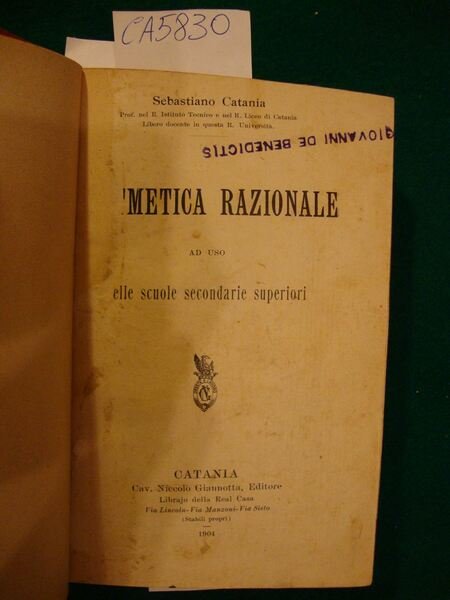 CA5830
Sebastiano Catania
Prof. nel R. Istituto Tecnico e nel R. Liceo di Catania
Libero docente in questa R. Università.
GIOVANNI DE BENEDICTIS
TMETICA RAZIONALE
AD USO
elle scuole secondarie superiori
CATANIA
Cav. Niccolò Giannotta, Editore
Librajo della Real Casa
Via Lincoln-Via Manzoni-Via Sisto
(Stabili propri)
1904